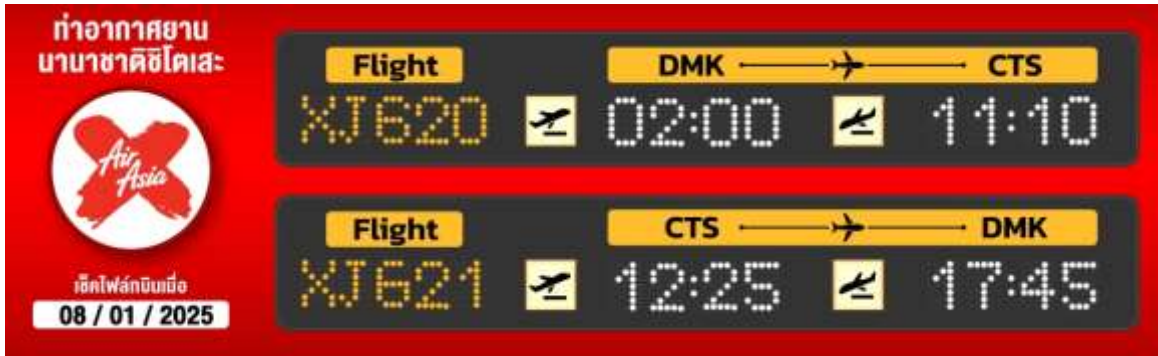 ท่าอากาศยาน
นานาชาติชิโตเสะ
Air
Asia
เช็คไฟล์ทบินเมื่อ
08 / 01 / 2025
Flight DMK CTS
XJ620 02:00 11:10
Flight CTS DMK
XJ621 12:25 17:45